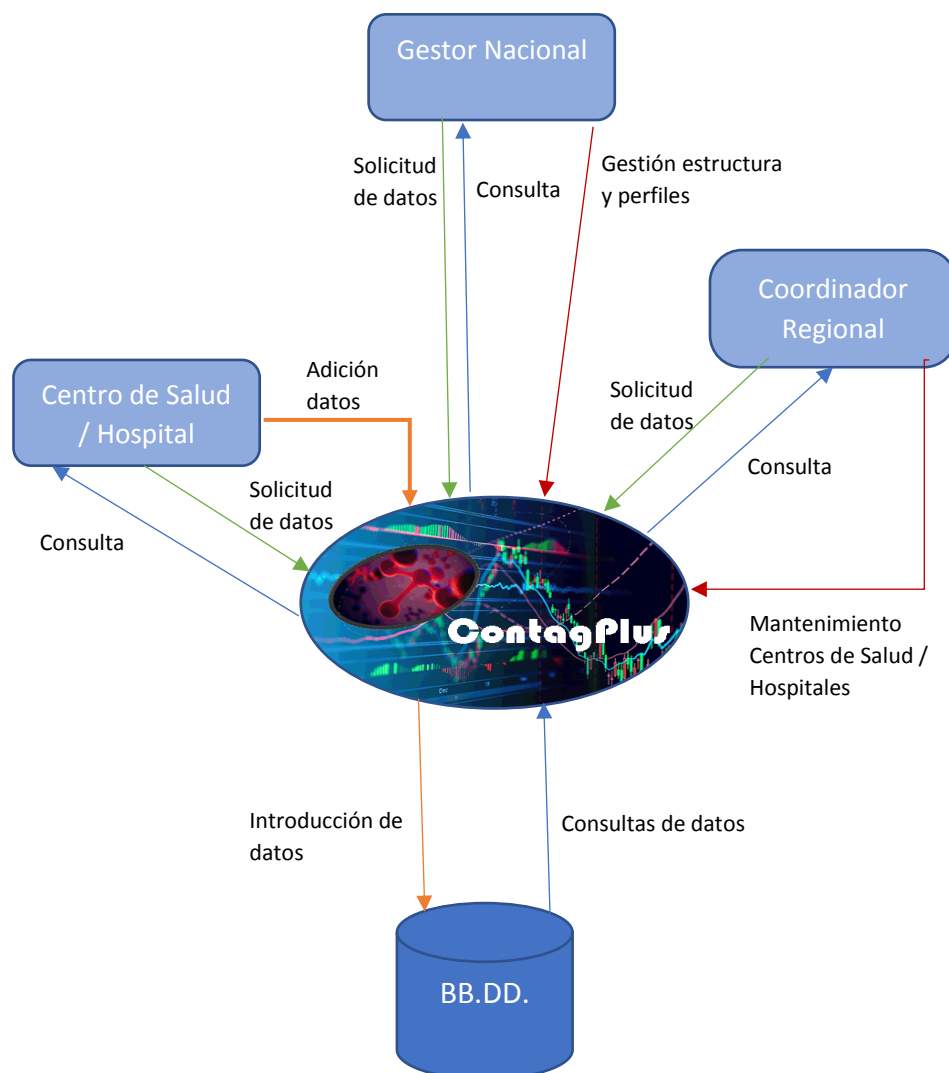 Gestor Nacional
Solicitud
de datos
Consulta
Gestión estructura
y perfiles
Coordinador
Regional
Centro de Salud
/ Hospital
Adición
datos
Solicitud
de datos
Consulta
Solicitud
de datos
Consulta
ContagPlus
Dec
Mantenimiento
Centros de Salud /
Hospitales
Introducción de
datos
Consultas de datos
BB.DD.